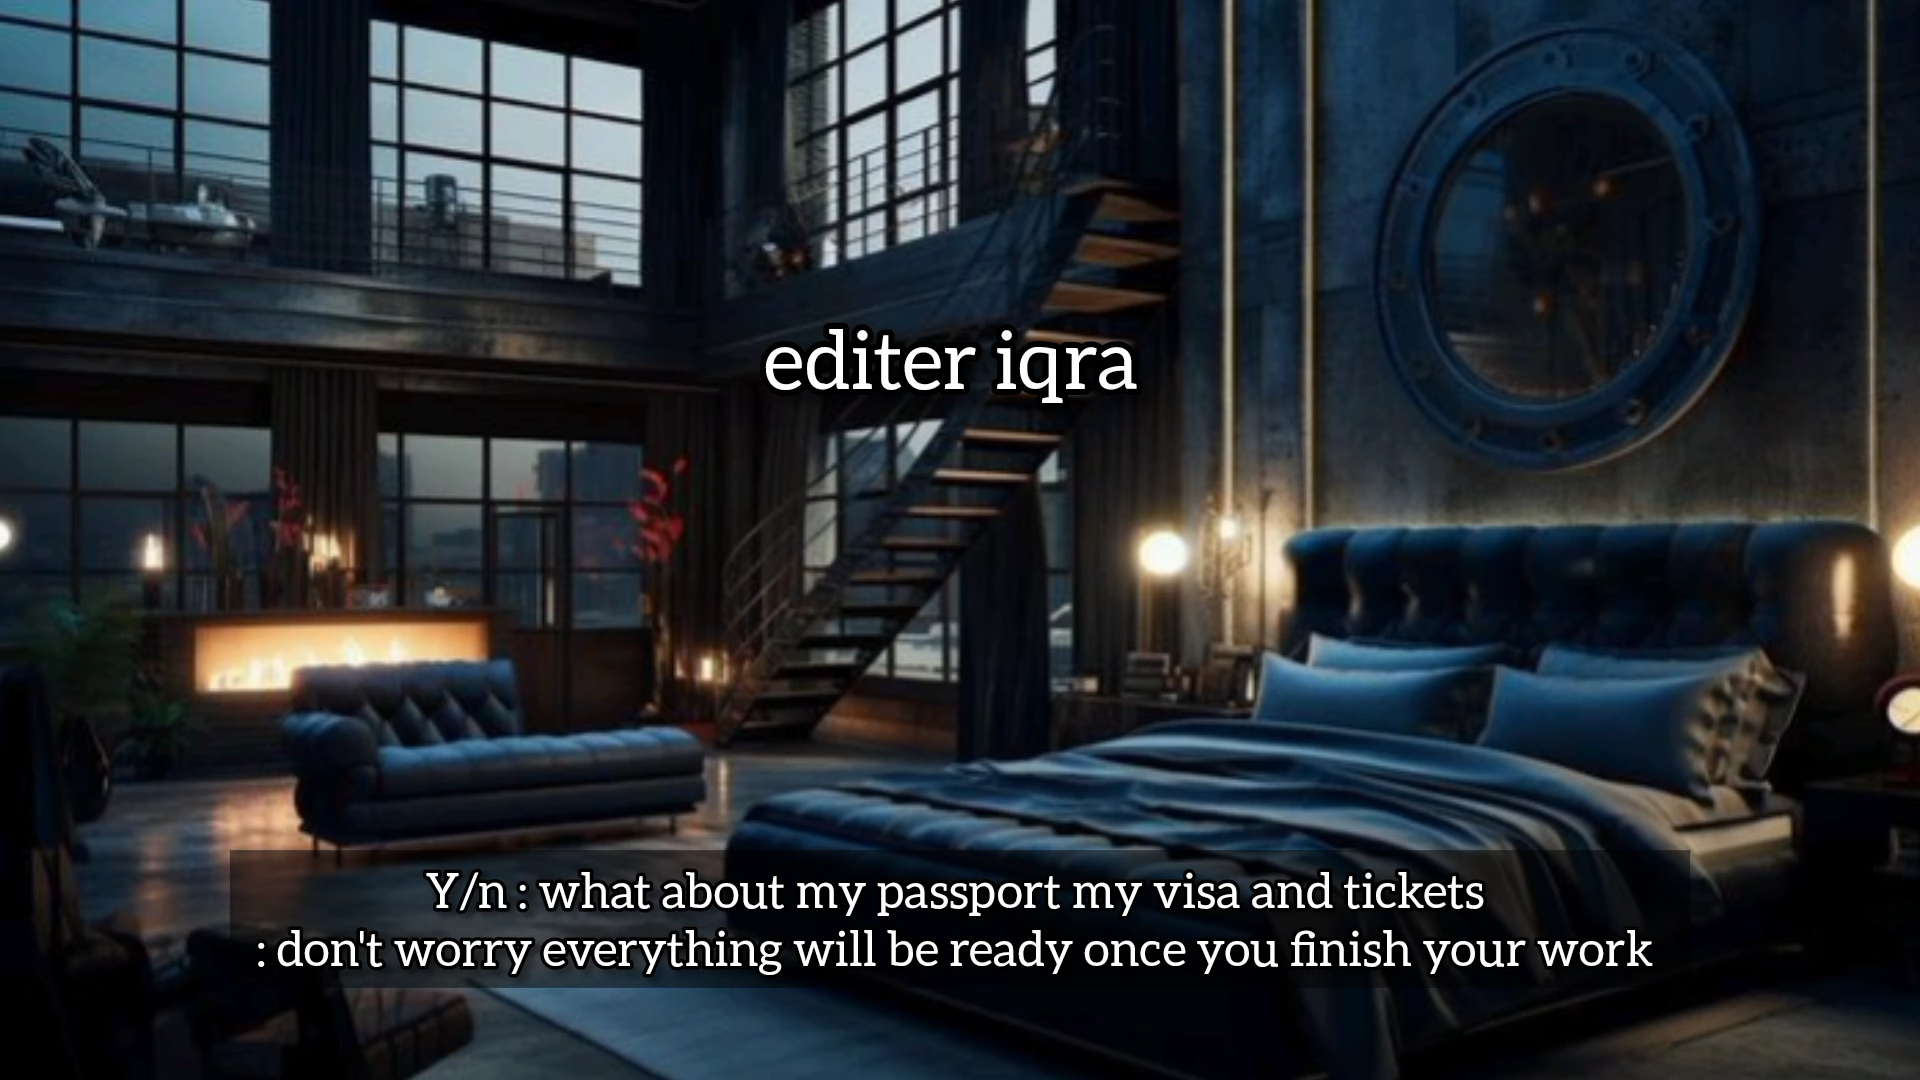 editer iqra
Y/n : what about my passport my visa and tickets
: don't worry everything will be ready once you finish your work